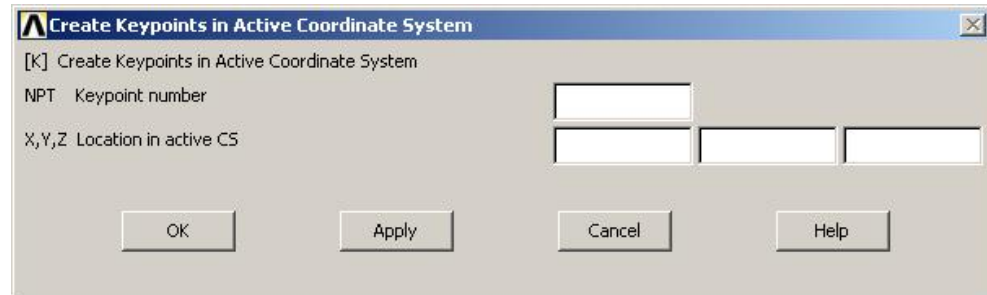 Create Keypoints in Active Coordinate System
[K] Create Keypoints in Active Coordinate System
NPT Keypoint number
X,Y,Z Location in active CS
OK Apply Cancel Help